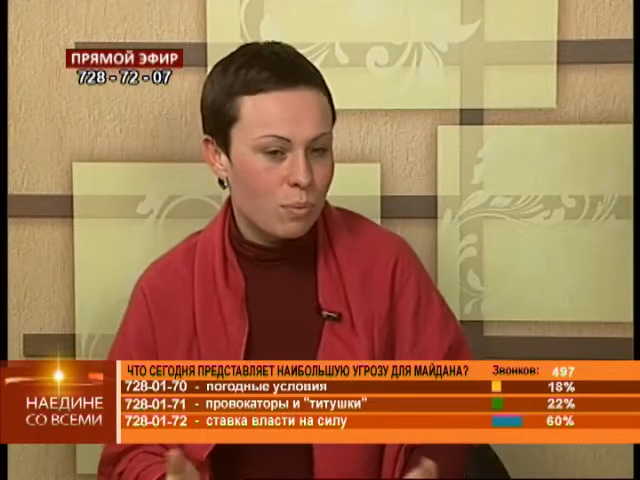 ПРЯМОЙ ЭФИР
728-72-07
ЧТО СЕГОДНЯ ПРЕДСТАВЛЯЕТ НАИБОЛЬШУЮ УГРОЗУ ДЛЯ МАЙДАНА? Звонков: 497
728-01-70 - погодные условия 18%
728-01-71 - провокаторы и "титушки" 22%
728-01-72 - ставка власти на силу 60%
НАЕДИНЕ
СО ВСЕМИ